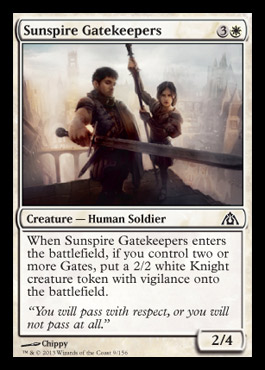 Sunspire Gatekeepers 3
Creature — Human Soldier
When Sunspire Gatekeepers enters
the battlefield, if you control two
or more Gates, put a 2/2 white Knight
creature token with vigilance onto
the battlefield.
“You will pass with respect, or you will
not pass at all.”
2/4
Chippy
™ & © 2013 Wizards of the Coast 9/156